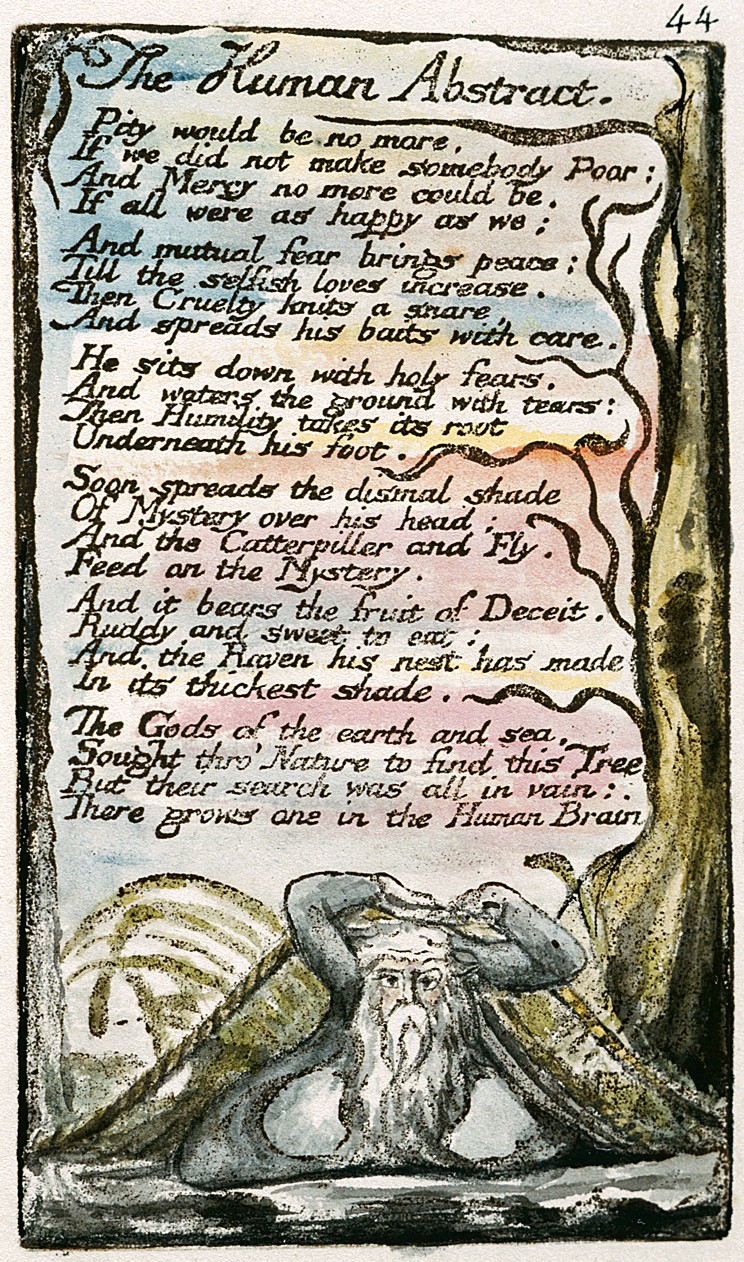 44
The Human Abstract.
Pity would be no more,
If we did not make somebody Poor:
And Mercy no more could be.
If all were as happy as we;
And mutual fear brings peace;
Till the selfish loves increase.
Then Cruelty knits a snare,
And spreads his baits with care.
He sits down with holy fears.
And waters the ground with tears:
Then Humility takes its root
Underneath his foot.
Soon spreads the dismal shade
Of Mystery over his head;
And the Catterpiller and Fly.
Feed on the Mystery.
And it bears the fruit of Deceit.
Ruddy and sweet to eat;
And the Raven his nest has made
In its thickest shade.
The Gods of the earth and sea,
Sought thro' Nature to find this Tree
But their search was all in vain:
There grows one in the Human Brain